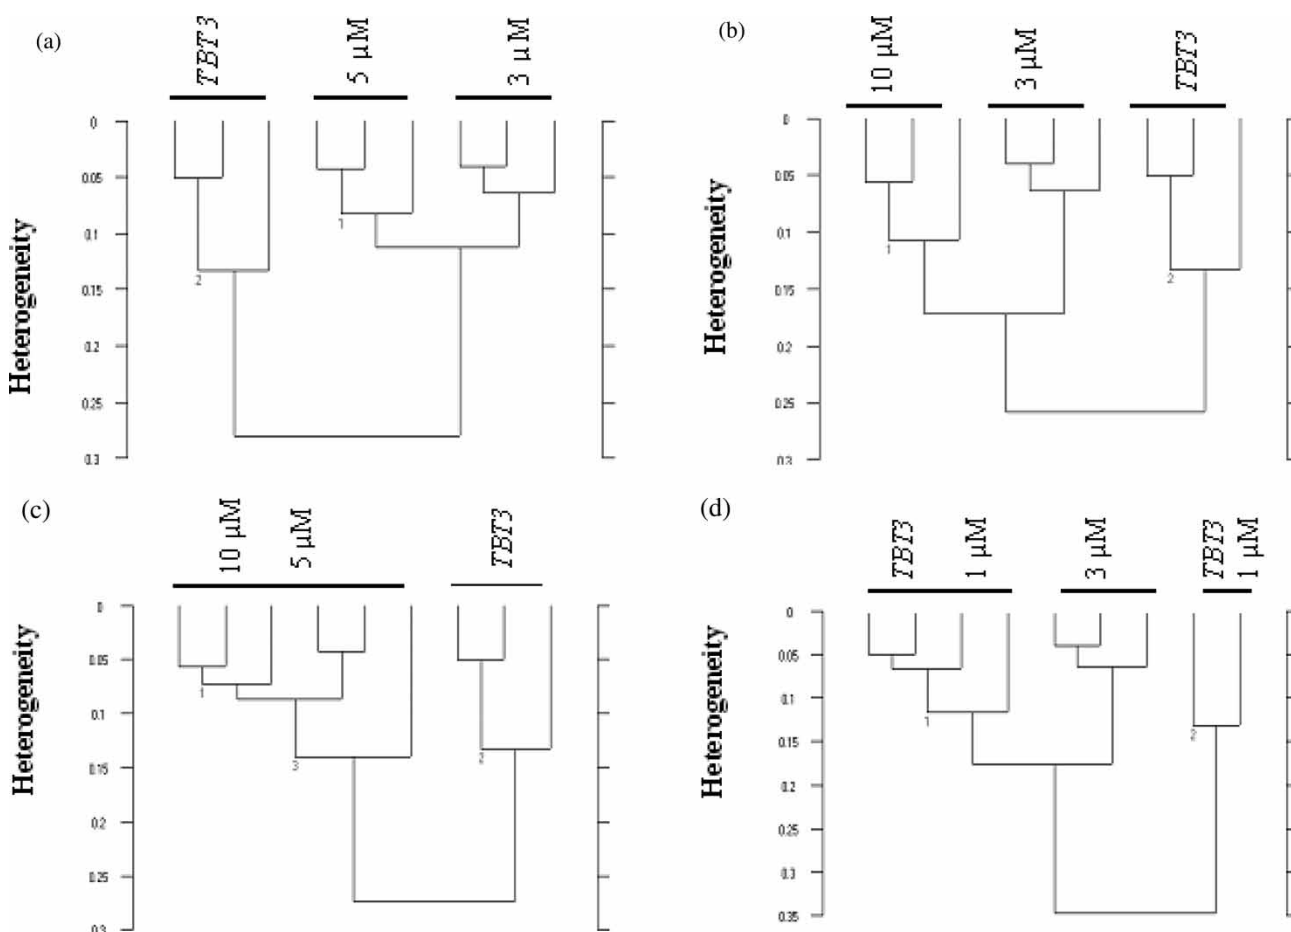 (a)
TBT3
5 µM
3 µM
0
0.05
0.1
0.15
0.2
0.25
0.3
Heterogeneity
1
2
(b)
10 µM
3 µM
TBT3
0
0.05
0.1
0.15
0.2
0.25
0.3
Heterogeneity
1
2
(c)
10 µM
5 µM
TBT3
0
0.05
0.1
0.15
0.2
0.25
0.3
Heterogeneity
1
2
3
(d)
TBT3
1 µM
3 µM
TBT3
1 µM
0
0.05
0.1
0.15
0.2
0.25
0.3
0.35
Heterogeneity
1
2